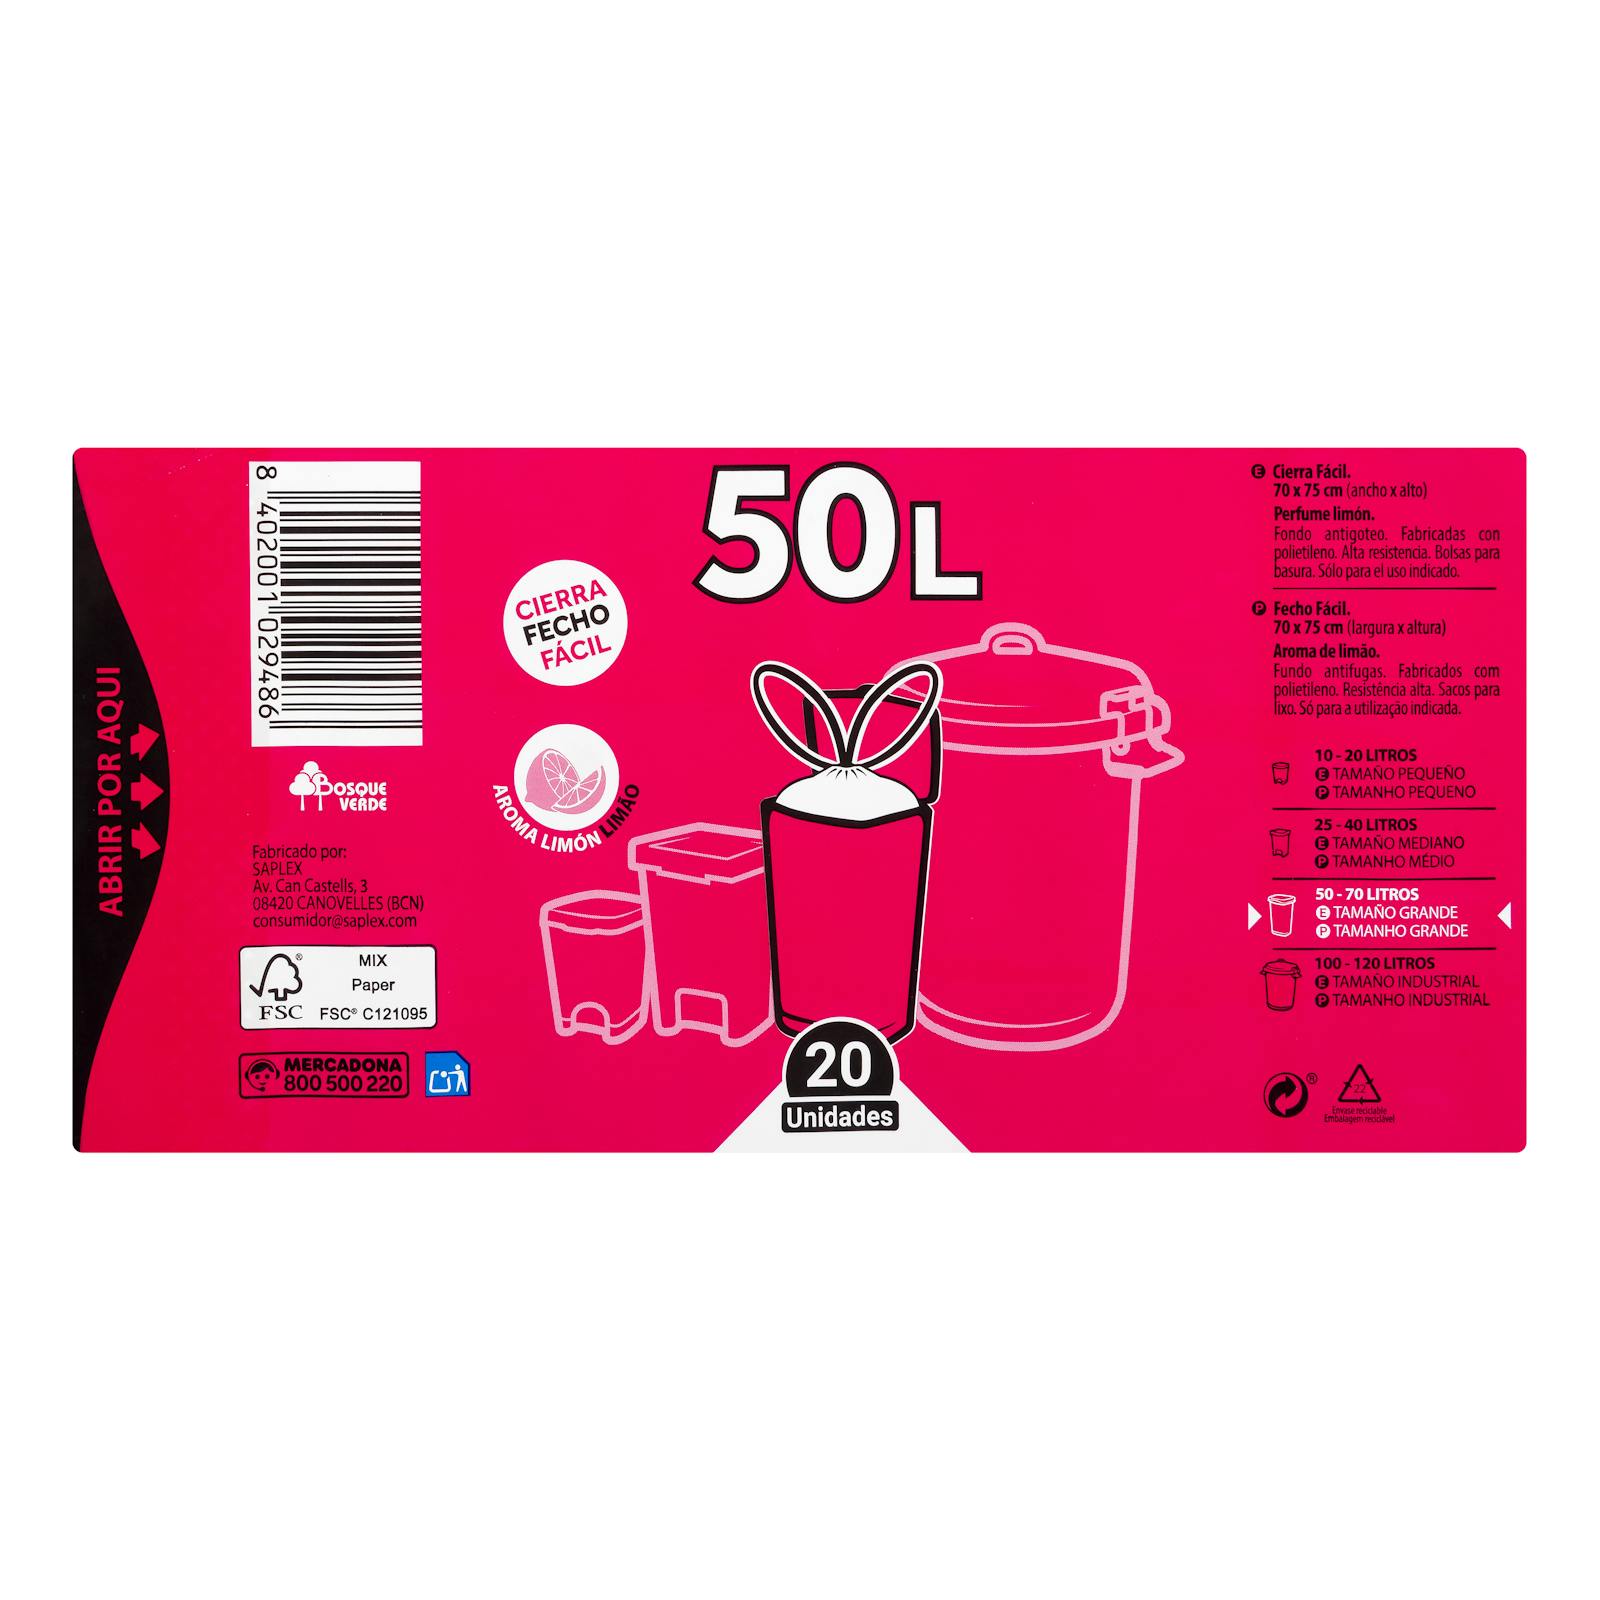 ABRIR POR AQUI
8 402001 029486
BOSQUE
VERDE
Fabricado por:
SAPLEX
Av. Can Castells, 3
08420 CANOVELLES (BCN)
consumidor@saplex.com
FSC
MIX
Paper
FSC® C121095
MERCADONA
800 500 220
50L
CIERRA
FECHO
FÁCIL
AROMA LIMÓN LIMÃO
20
Unidades
E Cierra Fácil.
70 x 75 cm (ancho x alto)
Perfume limón.
Fondo antigoteo. Fabricadas con
polietileno. Alta resistencia. Bolsas para
basura. Sólo para el uso indicado.
P Fecho Fácil.
70 x 75 cm (largura x altura)
Aroma de limão.
Fundo antifugas. Fabricados com
polietileno. Resistência alta. Sacos para
lixo. Só para a utilização indicada.
10 - 20 LITROS
E TAMAÑO PEQUEÑO
P TAMANHO PEQUENO
25 - 40 LITROS
E TAMAÑO MEDIANO
P TAMANHO MÉDIO
50 - 70 LITROS
E TAMAÑO GRANDE
P TAMANHO GRANDE
100 - 120 LITROS
E TAMAÑO INDUSTRIAL
P TAMANHO INDUSTRIAL
®
22
Envase reciclable
Embalagem reciclável